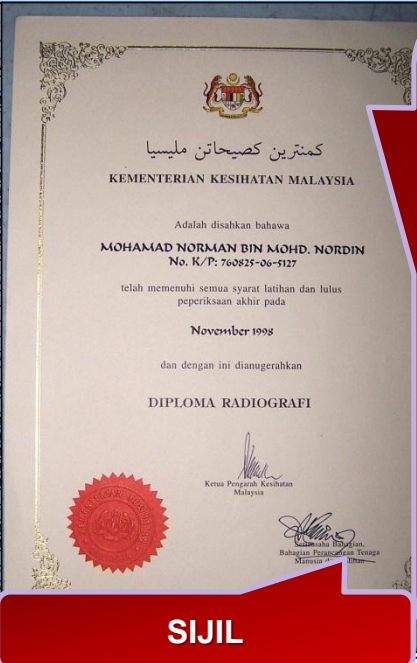 كمنترين كصيحاتن مليسيا
KEMENTERIAN KESIHATAN MALAYSIA
Adalah disahkan bahawa
MOHAMAD NORMAN BIN MOHD. NORDIN
No. K/P: 760825-06-5127
telah memenuhi semua syarat latihan dan lulus
peperiksaan akhir pada
November 1998
dan dengan ini dianugerahkan
DIPLOMA RADIOGRAFI
Ketua Pengarah Kesihatan
Malaysia
Bahagian,
Bahagian Perancangan Tenaga
Manusia
SIJIL